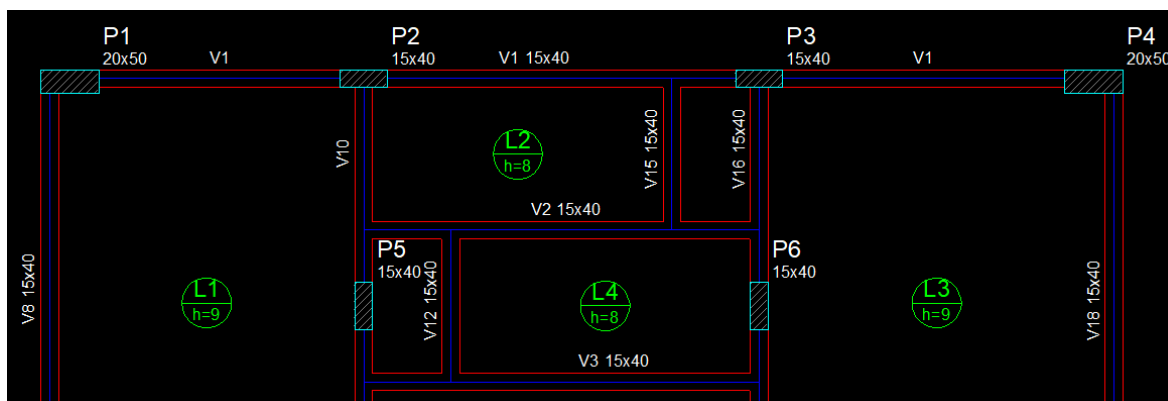 P1
20x50
V1
P2
15x40
V1 15x40
P3
15x40
V1
P4
20x50
V10
L2
h=8
V15 15x40
V16 15x40
V2 15x40
P5
15x40
P6
15x40
V8 15x40
L1
h=9
V12 15x40
L4
h=8
L3
h=9
V18 15x40
V3 15x40